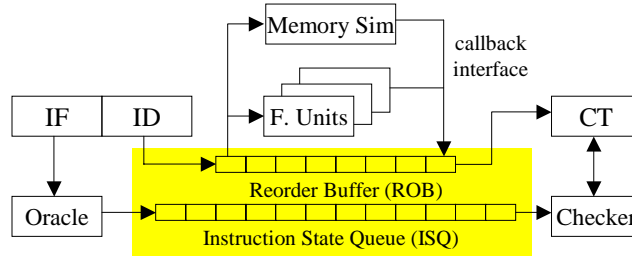 Memory Sim
callback
interface
F. Units
IF
ID
CT
Reorder Buffer (ROB)
Oracle
Checker
Instruction State Queue (ISQ)